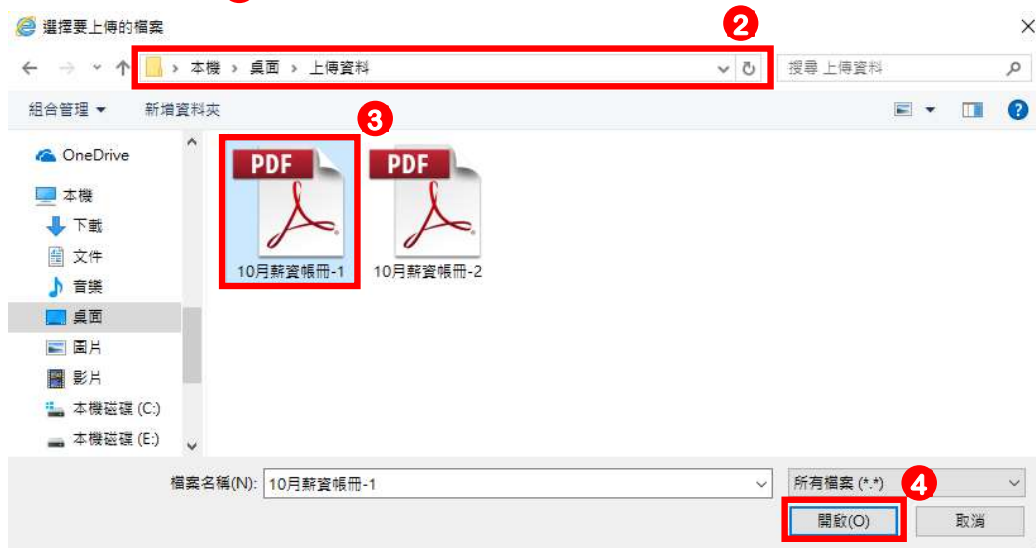 選擇要上傳的檔案
2
本機 › 桌面 › 上傳資料
搜尋 上傳資料
組合管理
新增資料夾
3
OneDrive
本機
下載
文件
音樂
桌面
圖片
影片
本機磁碟 (C:)
本機磁碟 (E:)
PDF
PDF
10月薪資帳冊-1
10月薪資帳冊-2
檔案名稱(N):
10月薪資帳冊-1
所有檔案 (*.*)
4
開啟(O)
取消